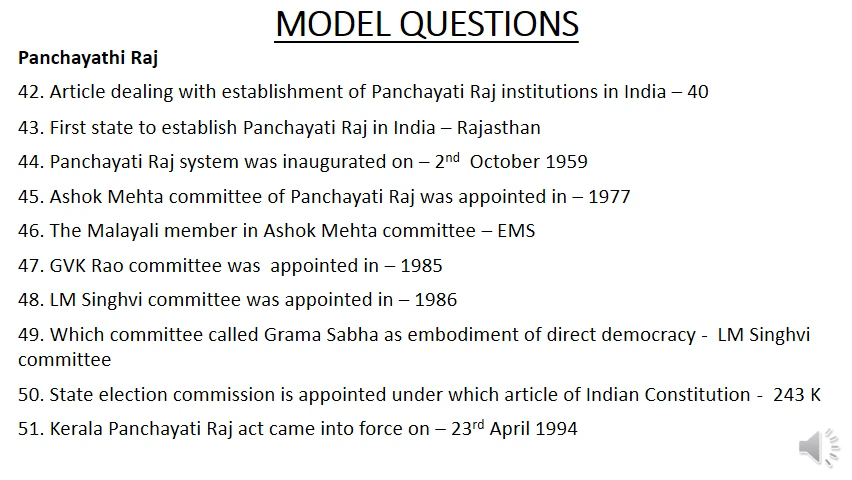 MODEL QUESTIONS
Panchayathi Raj
42. Article dealing with establishment of Panchayati Raj institutions in India – 40
43. First state to establish Panchayati Raj in India – Rajasthan
44. Panchayati Raj system was inaugurated on – 2nd  October 1959
45. Ashok Mehta committee of Panchayati Raj was appointed in – 1977
46. The Malayali member in Ashok Mehta committee – EMS
47. GVK Rao committee was  appointed in – 1985
48. LM Singhvi committee was appointed in – 1986
49. Which committee called Grama Sabha as embodiment of direct democracy -  LM Singhvi
committee
50. State election commission is appointed under which article of Indian Constitution -  243 K
51. Kerala Panchayati Raj act came into force on – 23rd April 1994